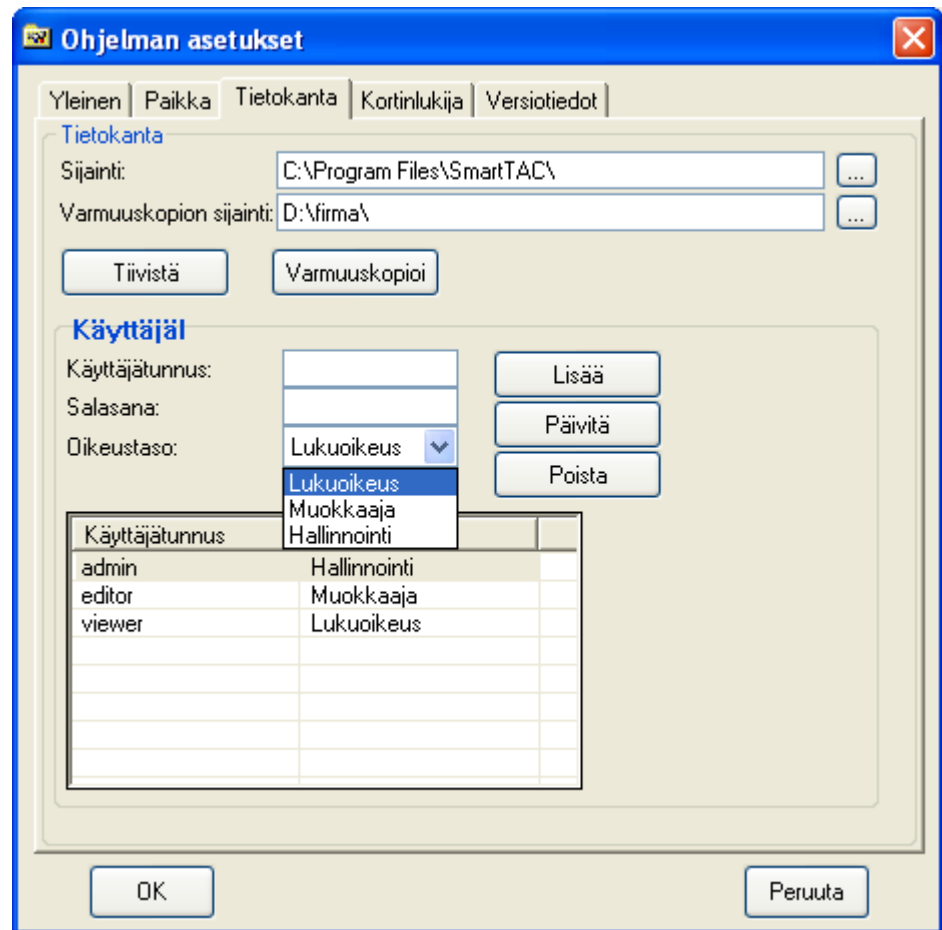 Ohjelman asetukset
Yleinen Paikka Tietokanta Kortinlukija Versiotiedot
Tietokanta
Sijainti: C:\Program Files\SmartTAC\ ...
Varmuuskopion sijainti: D:\firma\ ...
Tiivistä Varmuuskopioi
Käyttäjäl
Käyttäjätunnus: Lisää
Salasana: Päivitä
Oikeustaso: Lukuoikeus Poista
Lukuoikeus
Muokkaaja
Hallinnointi
Käyttäjätunnus
admin Hallinnointi
editor Muokkaaja
viewer Lukuoikeus
OK Peruuta